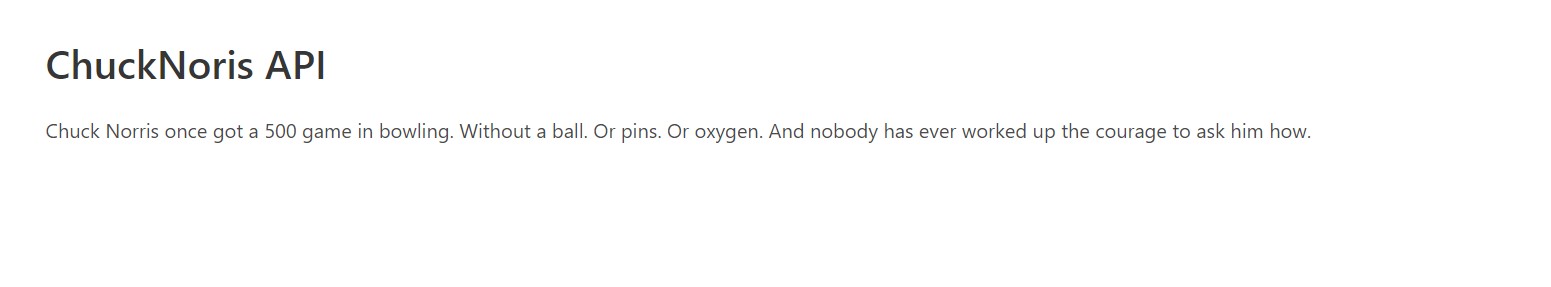 ChuckNoris API
Chuck Norris once got a 500 game in bowling. Without a ball. Or pins. Or oxygen. And nobody has ever worked up the courage to ask him how.